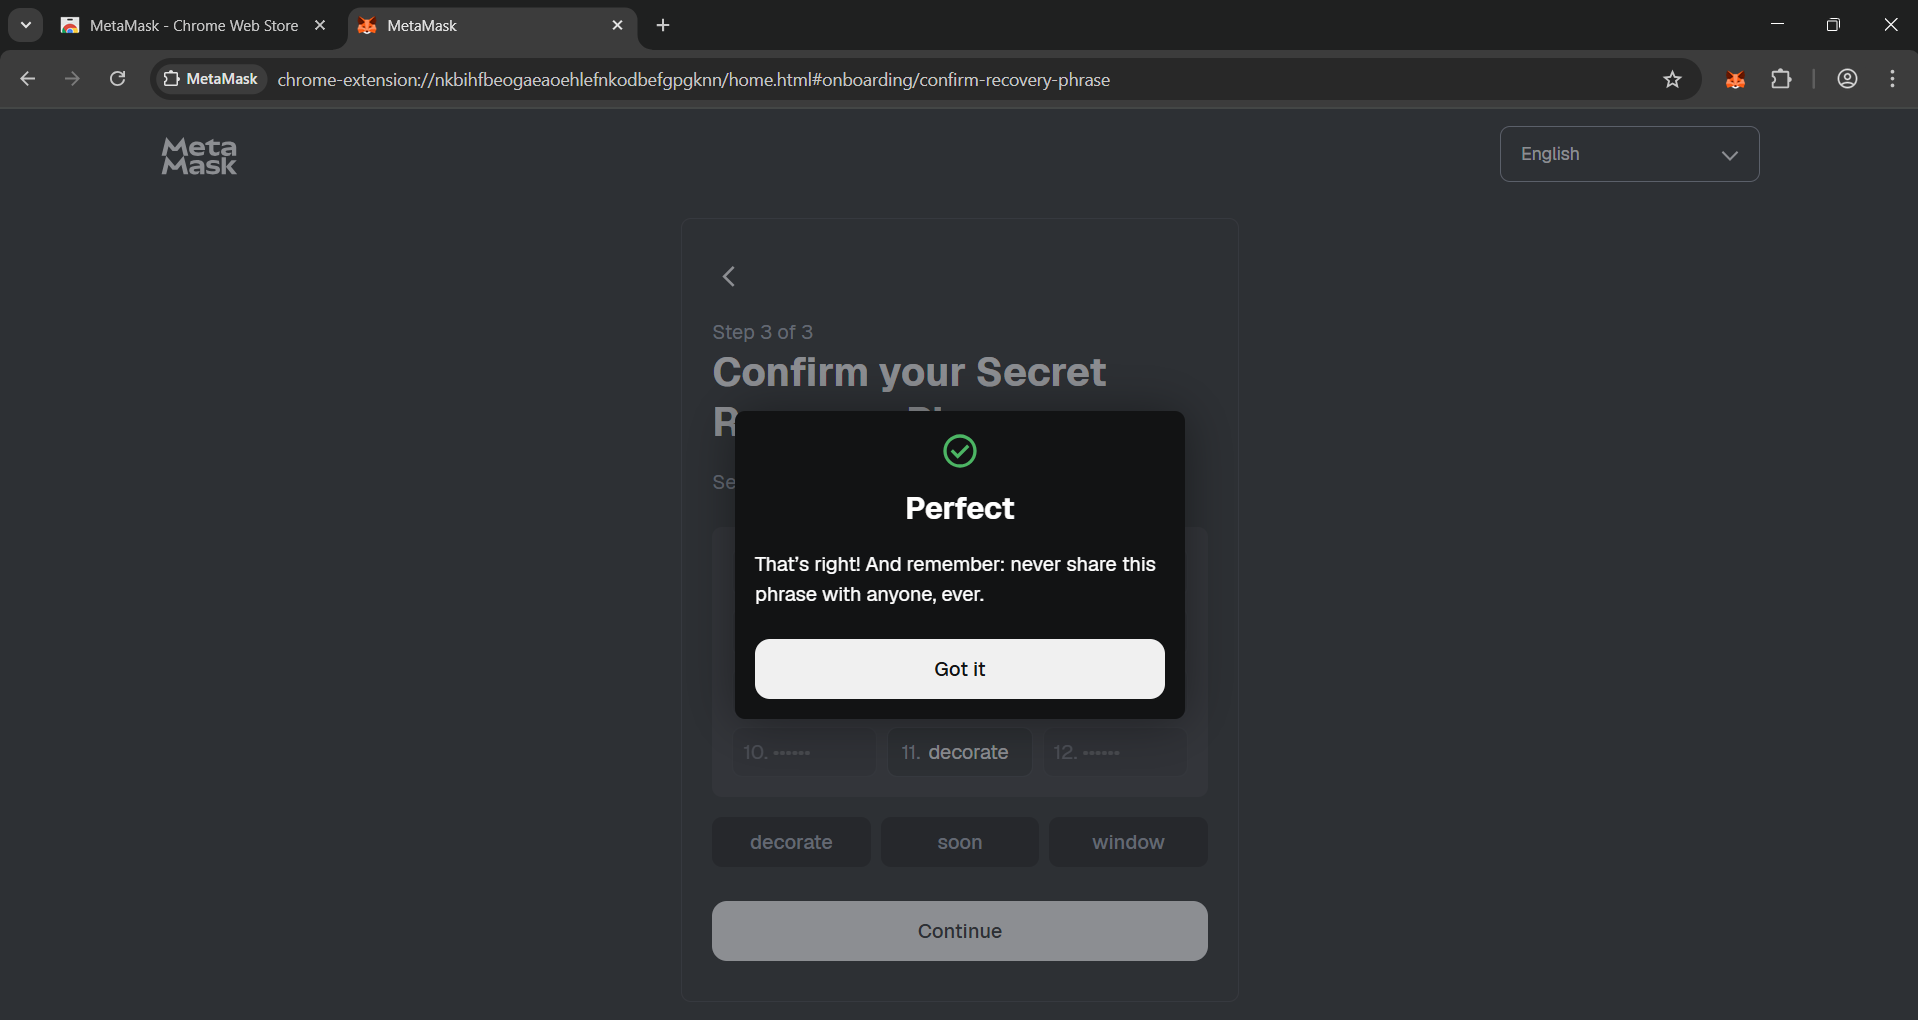 MetaMask - Chrome Web Store
MetaMask
MetaMask
chrome-extension://nkbihfbeogaeaoehlefnkodbefgpgknn/home.html#onboarding/confirm-recovery-phrase
Meta
Mask
English
Step 3 of 3
Confirm your Secret
Se
Perfect
That's right! And remember: never share this
phrase with anyone, ever.
Got it
10. ••••••
11. decorate
12. ••••••
decorate
soon
window
Continue